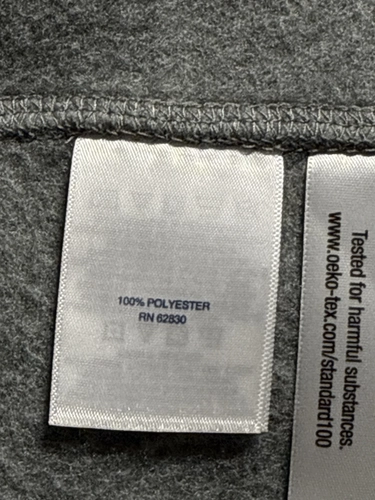 100% POLYESTER
RN 62830
Tested for harmful substances.
www.oeko-tex.com/standard100